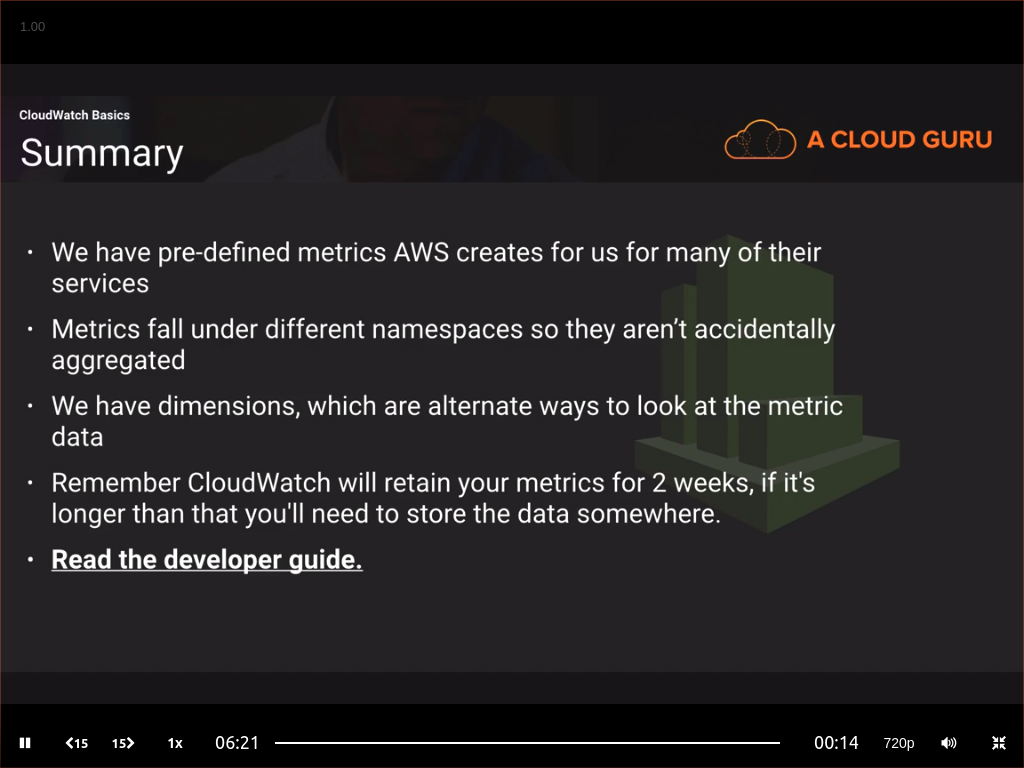 1.00
CloudWatch Basics
Summary
A CLOUD GURU
• We have pre-defined metrics AWS creates for us for many of their
services
• Metrics fall under different namespaces so they aren’t accidentally
aggregated
• We have dimensions, which are alternate ways to look at the metric
data
• Remember CloudWatch will retain your metrics for 2 weeks, if it's
longer than that you'll need to store the data somewhere.
• Read the developer guide.
15 15 1x 06:21 00:14 720p